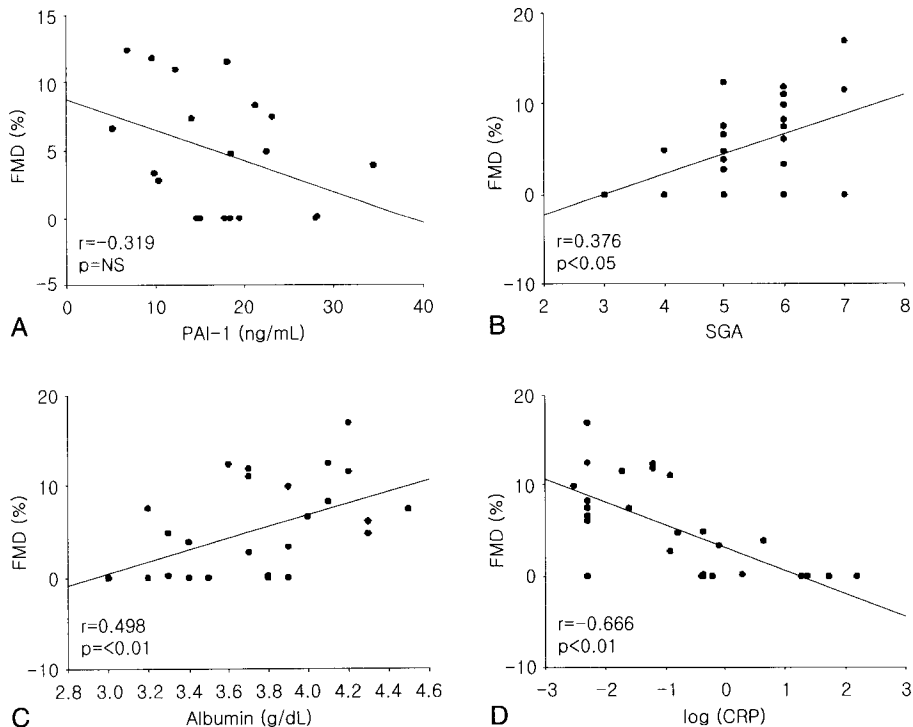 15
10
5
0
−5
FMD (%)
r=−0.319
p=NS
0 10 20 30 40
PAI-1 (ng/mL)
A
20
10
0
−10
FMD (%)
r=0.376
p<0.05
2 3 4 5 6 7 8
SGA
B
20
10
0
−10
FMD (%)
r=0.498
p=<0.01
2.8 3.0 3.2 3.4 3.6 3.8 4.0 4.2 4.4 4.6
Albumin (g/dL)
C
20
10
0
−10
FMD (%)
r=−0.666
p<0.01
−3 −2 −1 0 1 2 3
log (CRP)
D